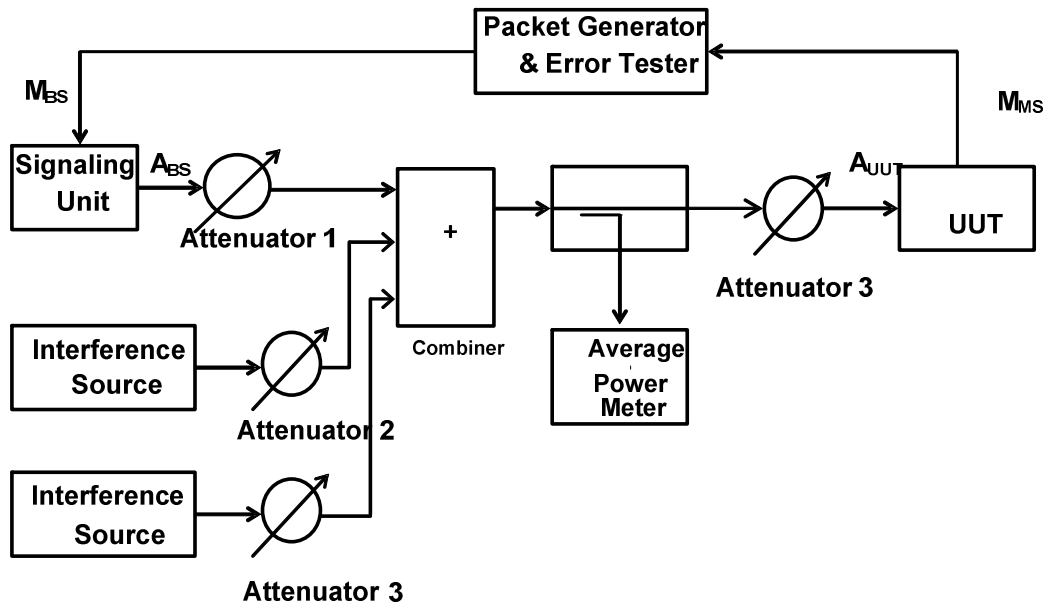 Packet Generator
& Error Tester
MBS
MMS
Signaling
Unit
ABS
Attenuator 1
+
Combiner
AUUT
UUT
Attenuator 3
Interference
Source
Attenuator 2
Average
Power
Meter
Interference
Source
Attenuator 3